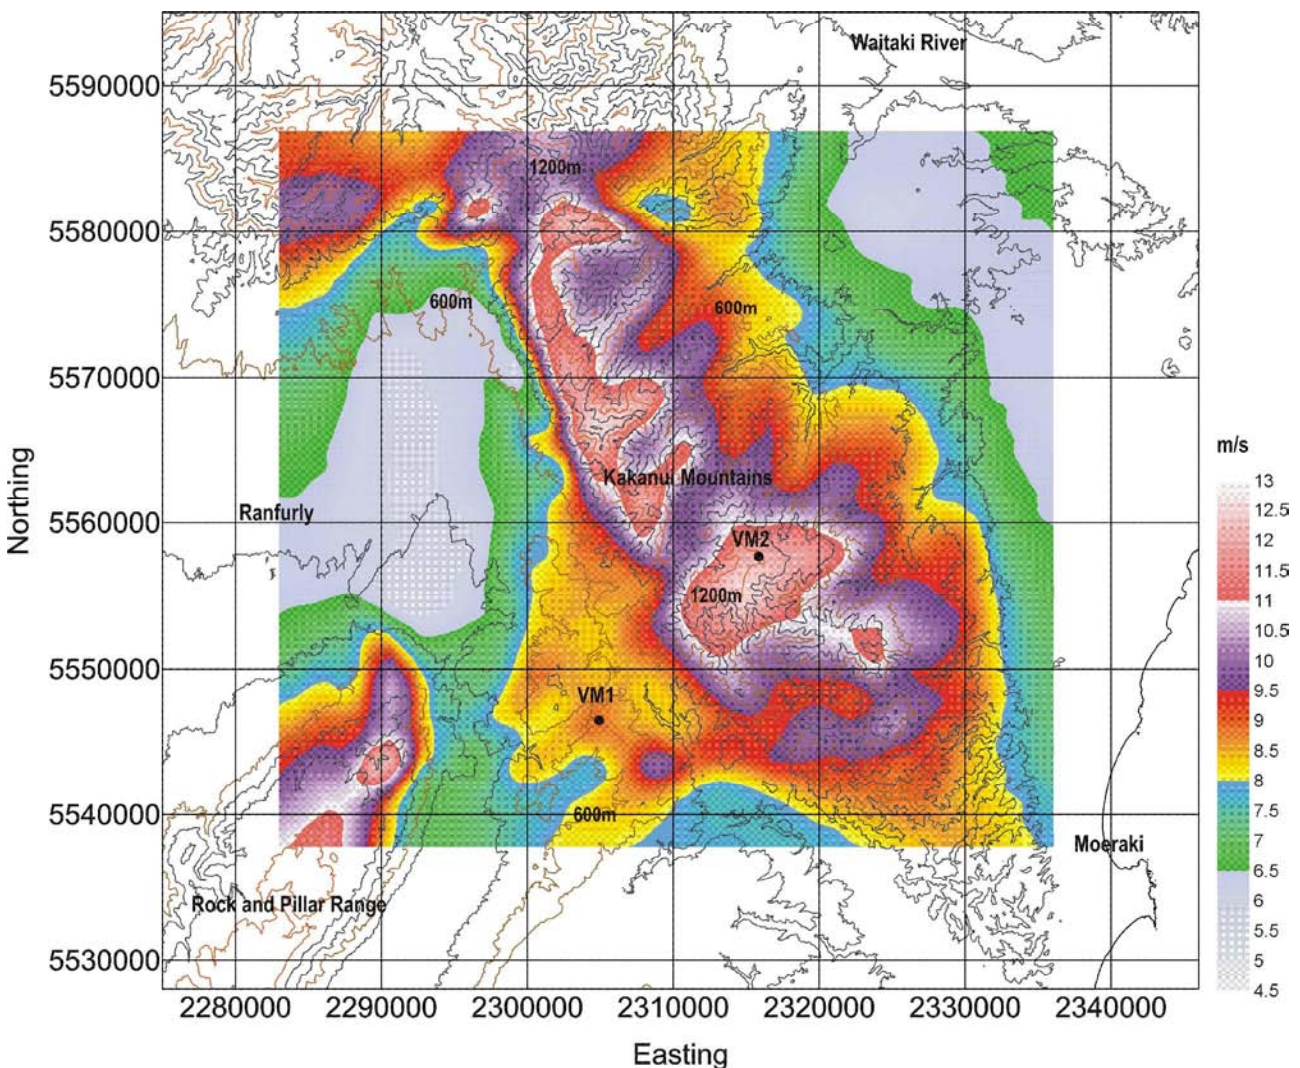 Waitaki River
5590000
1200m
5580000
600m
600m
5570000
m/s
Kakanui Mountains
13
12.5
12
11.5
11
10.5
10
9.5
9
8.5
8
7.5
7
6.5
6
5.5
5
4.5
Northing
Ranfurly
5560000
VM2
1200m
5550000
VM1
5540000
600m
Moeraki
Rock and Pillar Range
5530000
2280000 2290000 2300000 2310000 2320000 2330000 2340000
Easting